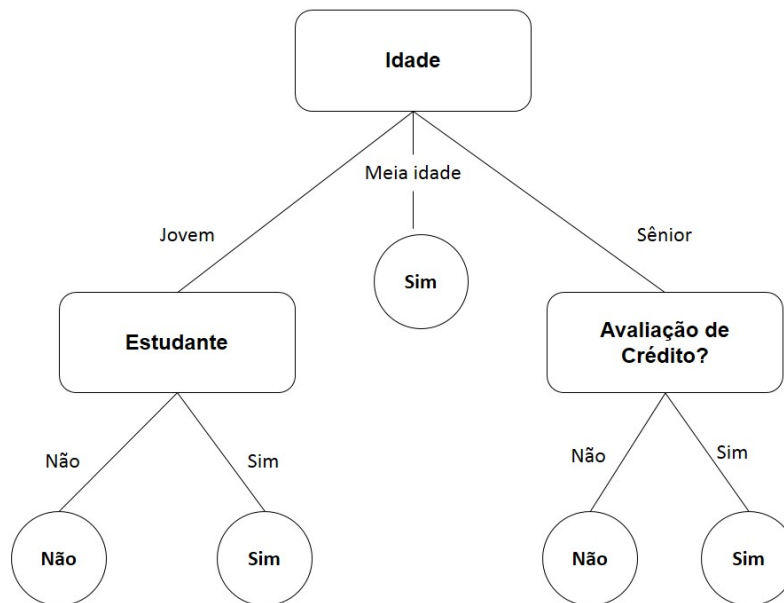 Idade
Meia idade
Jovem
Sênior
Sim
Estudante
Avaliação de
Crédito?
Não
Sim
Não
Sim
Não
Sim
Não
Sim